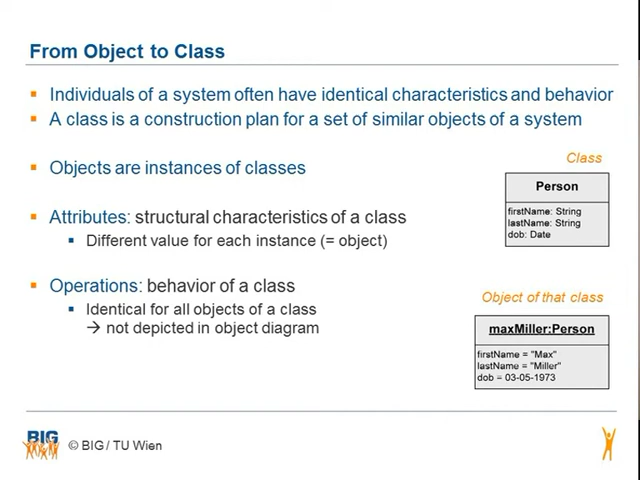 From Object to Class
Individuals of a system often have identical characteristics and behavior
A class is a construction plan for a set of similar objects of a system
Objects are instances of classes
Attributes: structural characteristics of a class
Different value for each instance (= object)
Operations: behavior of a class
Identical for all objects of a class
→ not depicted in object diagram
Class
Person
firstName: String
lastName: String
dob: Date
Object of that class
maxMiller:Person
firstName = "Max"
lastName = "Miller"
dob = 03-05-1973
BIG
© BIG / TU Wien